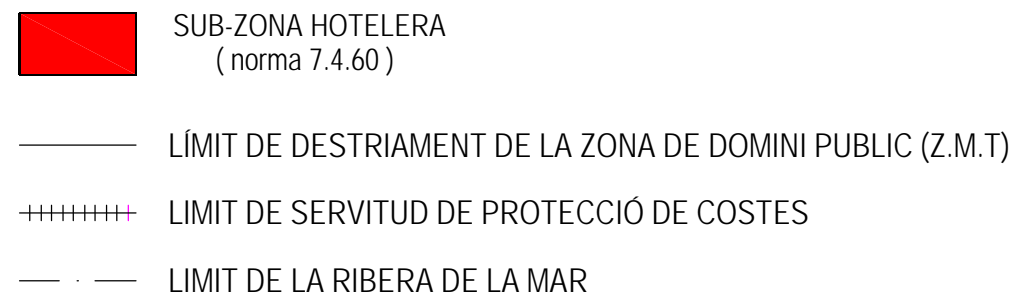 SUB-ZONA HOTELERA
( norma 7.4.60 )
LÍMIT DE DESTRIAMENT DE LA ZONA DE DOMINI PUBLIC (Z.M.T)
LIMIT DE SERVITUD DE PROTECCIÓ DE COSTES
LIMIT DE LA RIBERA DE LA MAR